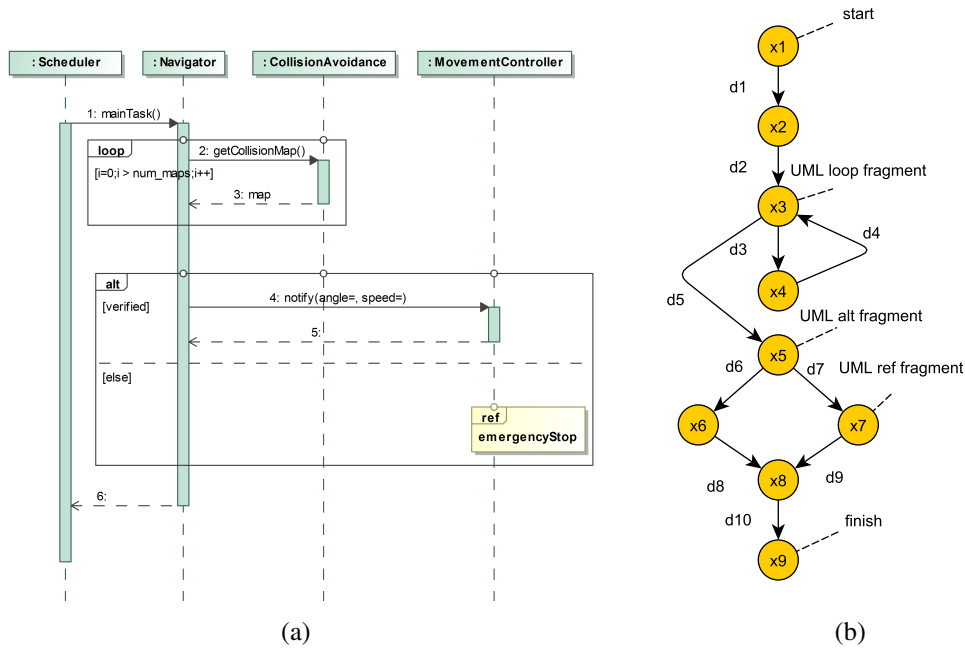 : Scheduler
: Navigator
: CollisionAvoidance
: MovementController
1: mainTask()
loop
2: getCollisionMap()
[i=0;i > num_maps;i++]
3: map
alt
[verified]
4: notify(angle=, speed=)
5:
[else]
ref
emergencyStop
6:
(a)
start
x1
d1
x2
d2
UML loop fragment
x3
d3
d4
x4
d5
UML alt fragment
x5
d6
d7
UML ref fragment
x6
x7
d8
x8
d9
d10
finish
x9
(b)